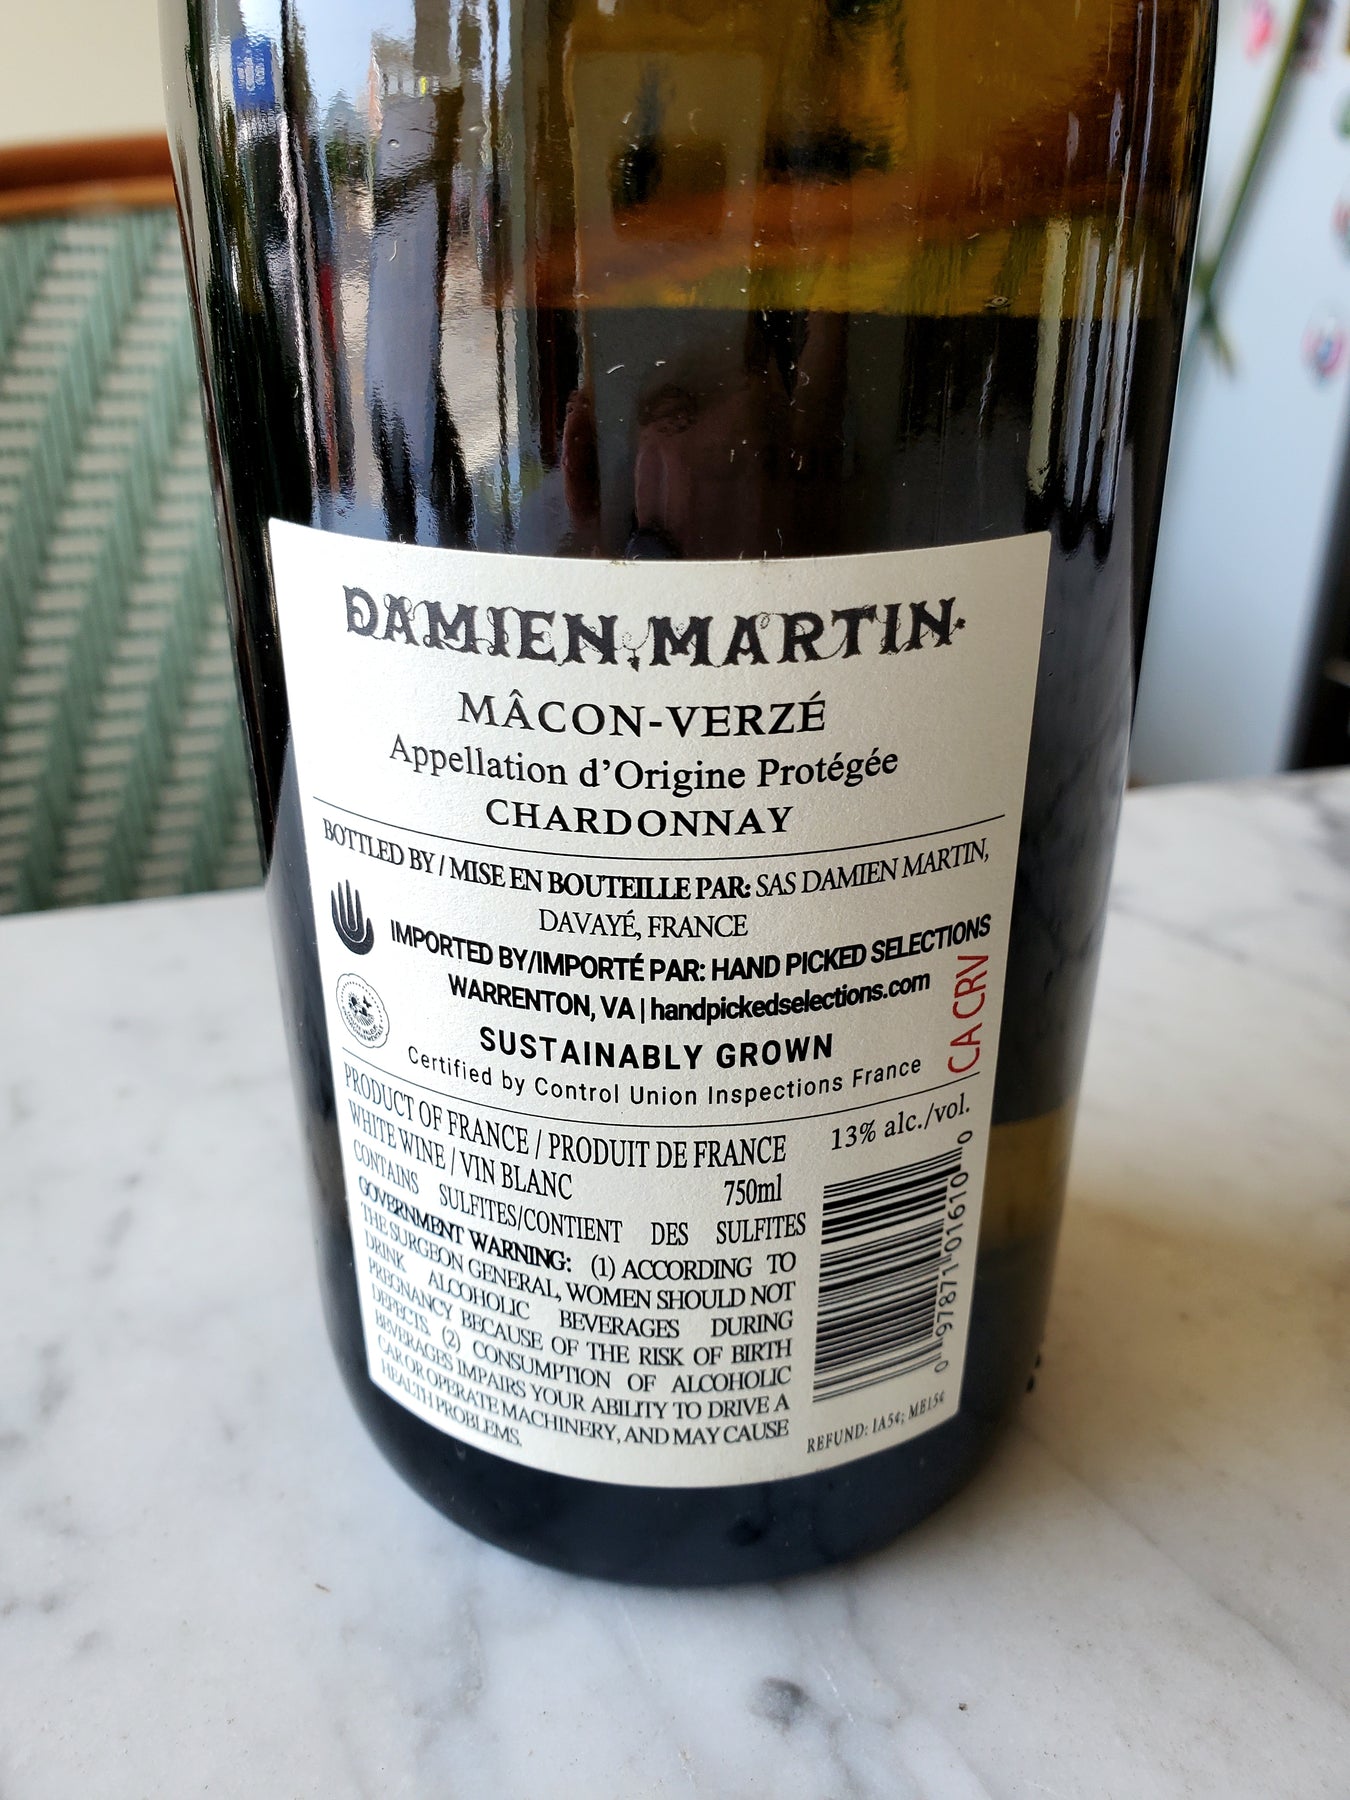 DAMIEN MARTIN
MÂCON-VERZÉ
Appellation d'Origine Protégée
CHARDONNAY
BOTTLED BY / MISE EN BOUTEILLE PAR: SAS DAMIEN MARTIN,
DAVAYÉ, FRANCE
IMPORTED BY/IMPORTÉ PAR: HAND PICKED SELECTIONS
WARRENTON, VA | handpickedselections.com
SUSTAINABLY GROWN
Certified by Control Union Inspections France
CA CRV
PRODUCT OF FRANCE / PRODUIT DE FRANCE
13% alc./vol.
WHITE WINE / VIN BLANC 750ml
CONTAINS SULFITES/CONTIENT DES SULFITES
GOVERNMENT WARNING: (1) ACCORDING TO
THE SURGEON GENERAL, WOMEN SHOULD NOT
DRINK ALCOHOLIC BEVERAGES DURING
PREGNANCY BECAUSE OF THE RISK OF BIRTH
DEFECTS. (2) CONSUMPTION OF ALCOHOLIC
BEVERAGES IMPAIRS YOUR ABILITY TO DRIVE A
CAR OR OPERATE MACHINERY, AND MAY CAUSE
HEALTH PROBLEMS.
0 97871 01610 0
REFUND: IA5¢; ME15¢